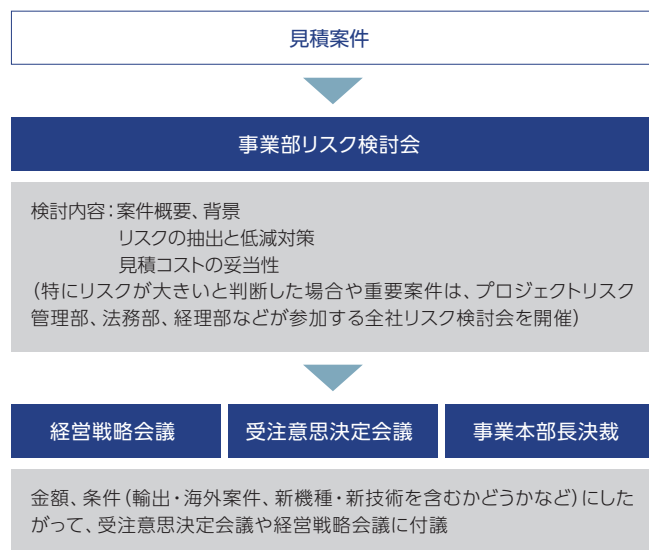 見積案件
事業部リスク検討会
検討内容：案件概要、背景
リスクの抽出と低減対策
見積コストの妥当性
（特にリスクが大きいと判断した場合や重要案件は、プロジェクトリスク
管理部、法務部、経理部などが参加する全社リスク検討会を開催）
経営戦略会議
受注意思決定会議
事業本部長決裁
金額、条件（輸出・海外案件、新機種・新技術を含むかどうかなど）にした
がって、受注意思決定会議や経営戦略会議に付議